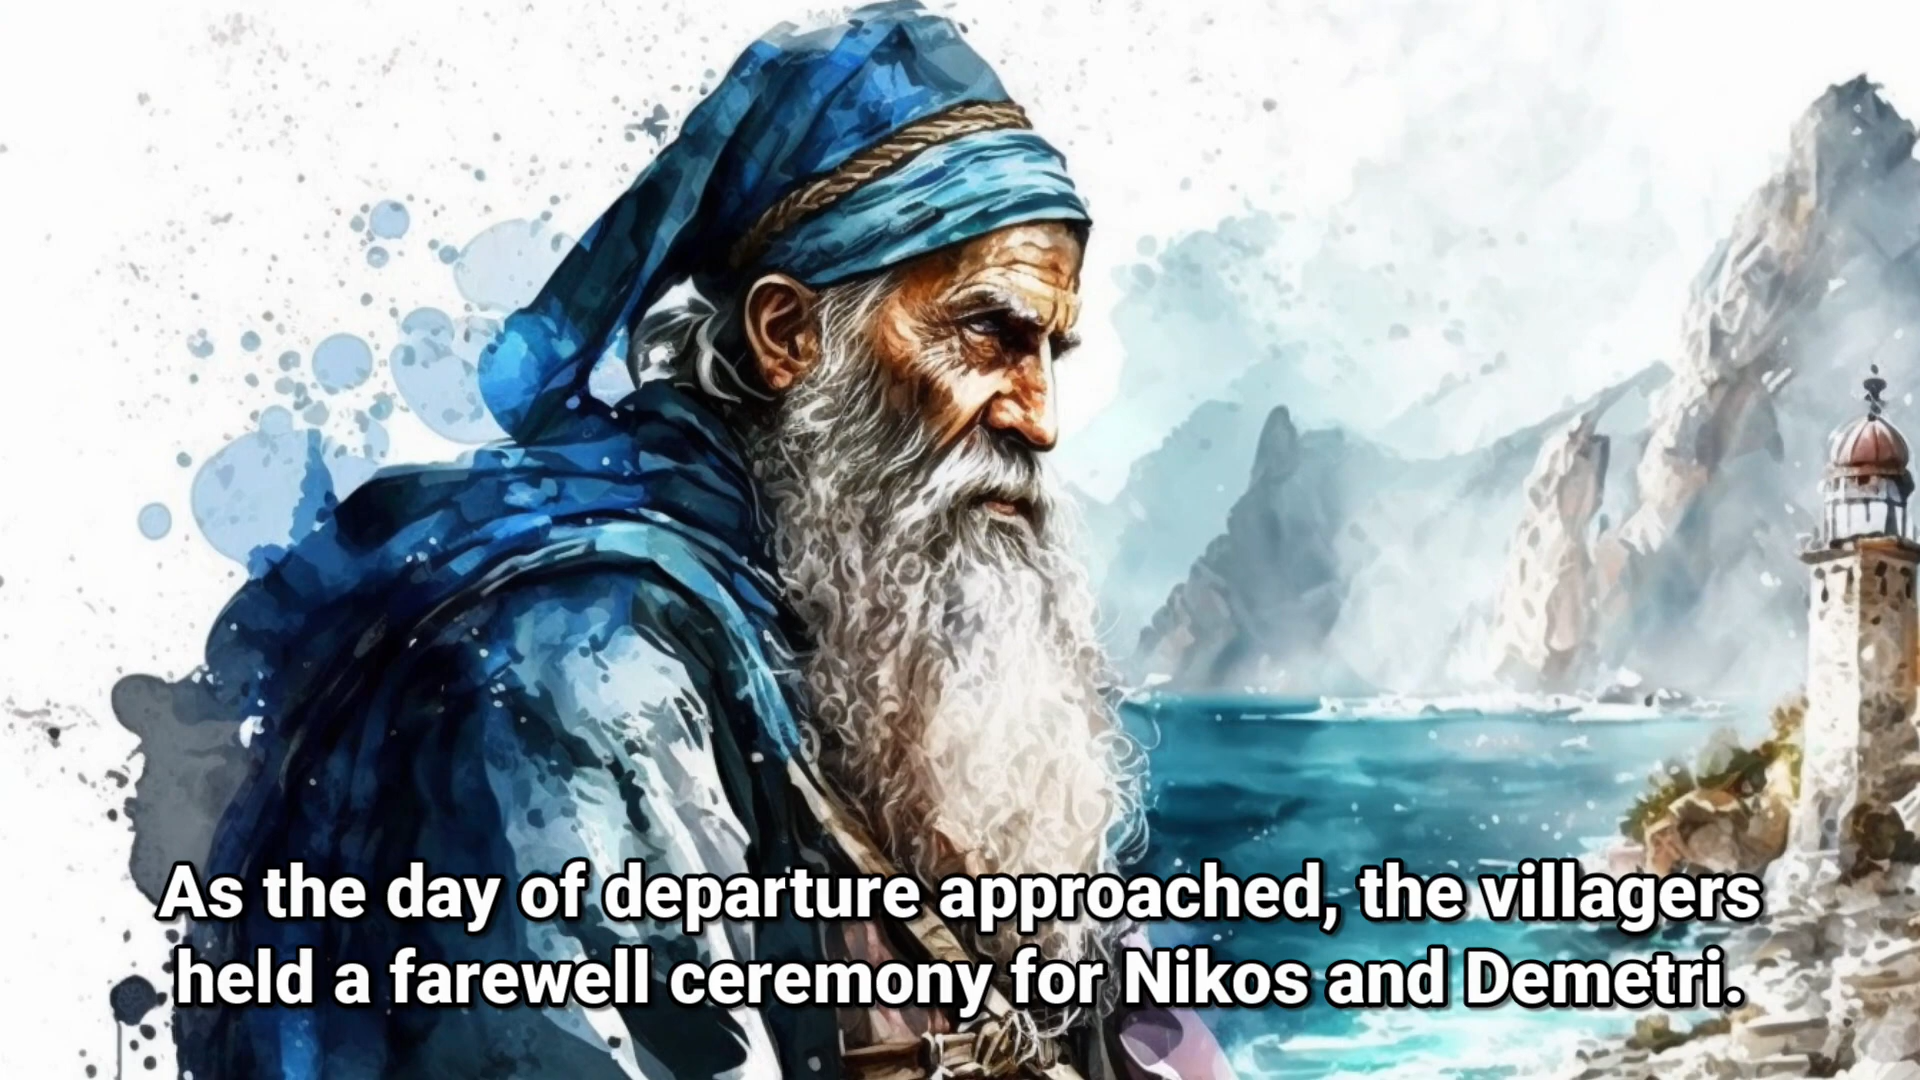 As the day of departure approached, the villagers
held a farewell ceremony for Nikos and Demetri.